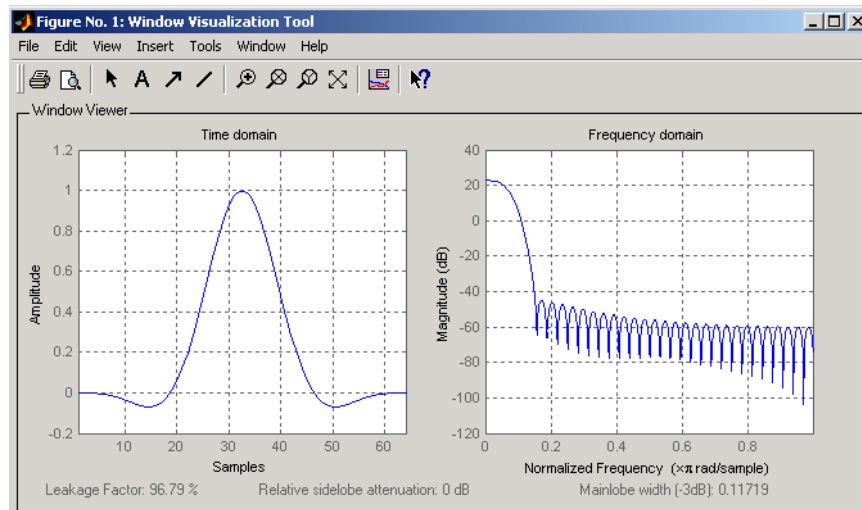 Figure No. 1: Window Visualization Tool
File Edit View Insert Tools Window Help
A
Window Viewer
Time domain
1.2
1
0.8
0.6
0.4
0.2
0
-0.2
Amplitude
10 20 30 40 50 60
Samples
Frequency domain
40
20
0
-20
-40
-60
-80
-100
-120
Magnitude (dB)
0 0.2 0.4 0.6 0.8
Normalized Frequency (×π rad/sample)
Leakage Factor: 96.79 % Relative sidelobe attenuation: 0 dB Mainlobe width (-3dB): 0.11719